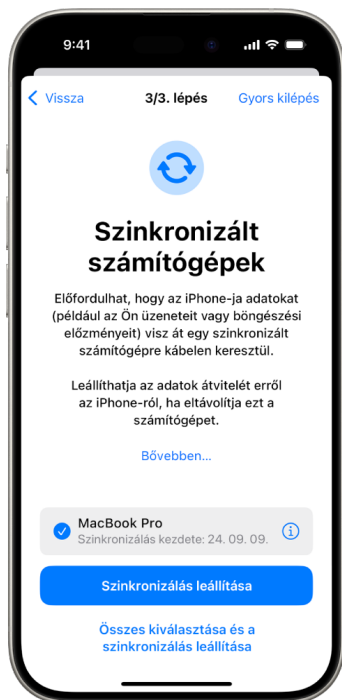 9:41
Vissza 3/3. lépés Gyors kilépés
Szinkronizált
számítógépek
Előfordulhat, hogy az iPhone-ja adatokat
(például az Ön üzeneteit vagy böngészési
előzményeit) visz át egy szinkronizált
számítógépre kábelen keresztül.
Leállíthatja az adatok átvitelét erről
az iPhone-ról, ha eltávolítja ezt a
számítógépet.
Bővebben...
MacBook Pro
Szinkronizálás kezdete: 24. 09. 09.
Szinkronizálás leállítása
Összes kiválasztása és a
szinkronizálás leállítása